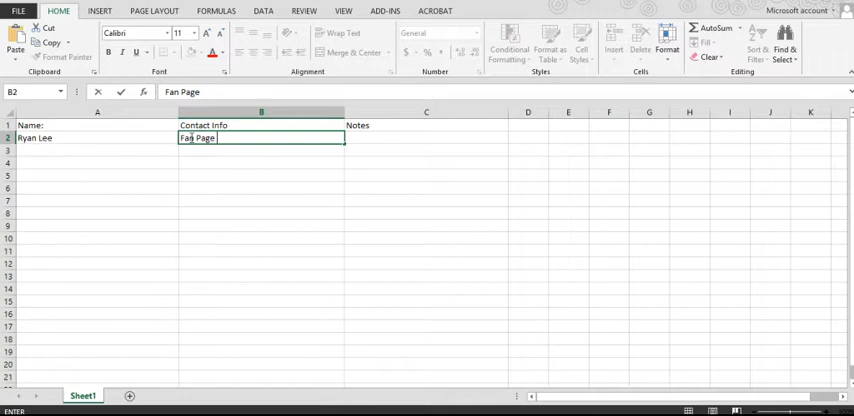 FILE HOME INSERT PAGE LAYOUT FORMULAS DATA REVIEW VIEW ADD-INS ACROBAT Microsoft account
Paste
Cut
Copy
Format Painter
Clipboard
Calibri 11 A A
B I U A
Font
Wrap Text
Merge & Center
Alignment
General
$ % ,
Number
Conditional Formatting
Format as Table
Cell Styles
Styles
Insert Delete Format
Cells
AutoSum
Fill
Clear
Sort & Filter
Find & Select
Editing
B2 fx Fan Page
A B C D E F G H I J K
1 Name: Contact Info Notes
2 Ryan Lee Fan Page
3
4
5
6
7
8
9
10
11
12
13
14
15
16
17
18
19
20
21
Sheet1
ENTER